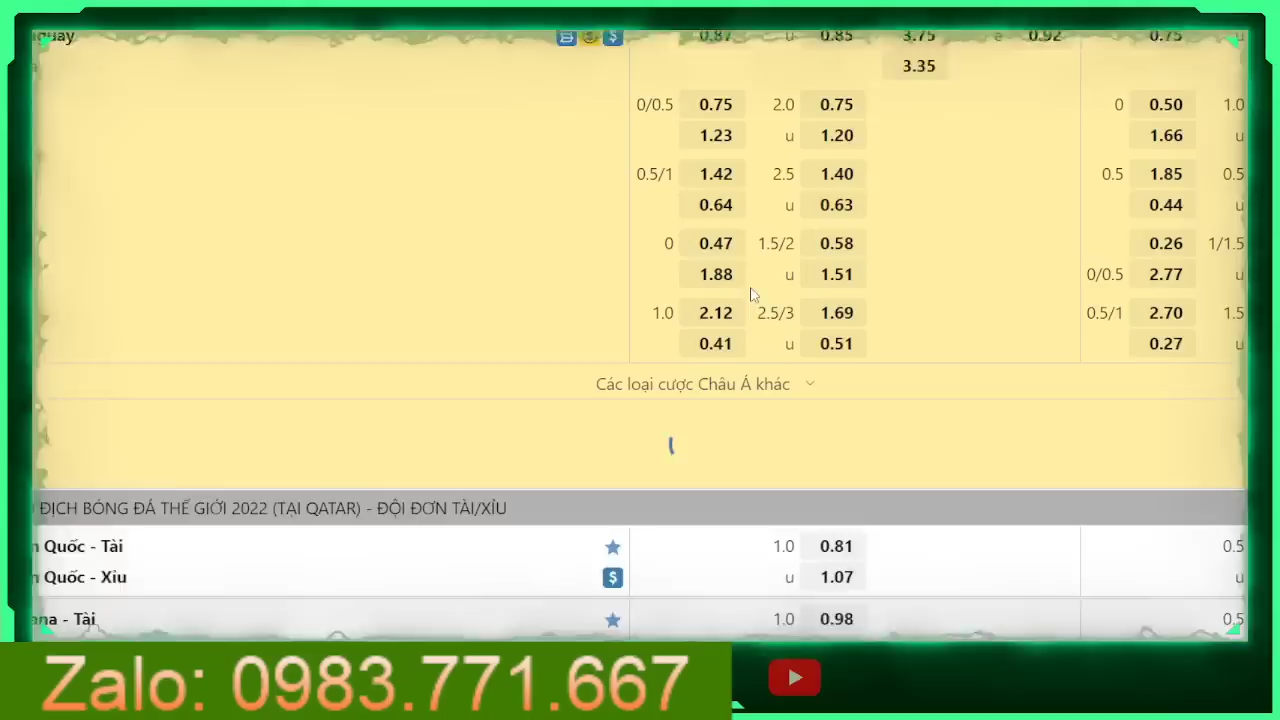 0.87 u 0.85 3.75 e 0.92 0.75 u
3.35
0/0.5 0.75 2.0 0.75 0 0.50 1.0
1.23 u 1.20 1.66 u
0.5/1 1.42 2.5 1.40 0.5 1.85 0.5
0.64 u 0.63 0.44 u
0 0.47 1.5/2 0.58 0.26 1/1.5
1.88 u 1.51 0/0.5 2.77 u
1.0 2.12 2.5/3 1.69 0.5/1 2.70 1.5
0.41 u 0.51 0.27 u
Các loại cược Châu Á khác
ĐỊCH BÓNG ĐÁ THẾ GIỚI 2022 (TẠI QATAR) - ĐỘI ĐƠN TÀI/XỈU
Quốc - Tài 1.0 0.81 0.5
Quốc - Xỉu $ u 1.07 u
ana - Tài 1.0 0.98 0.5
Zalo: 0983.771.667